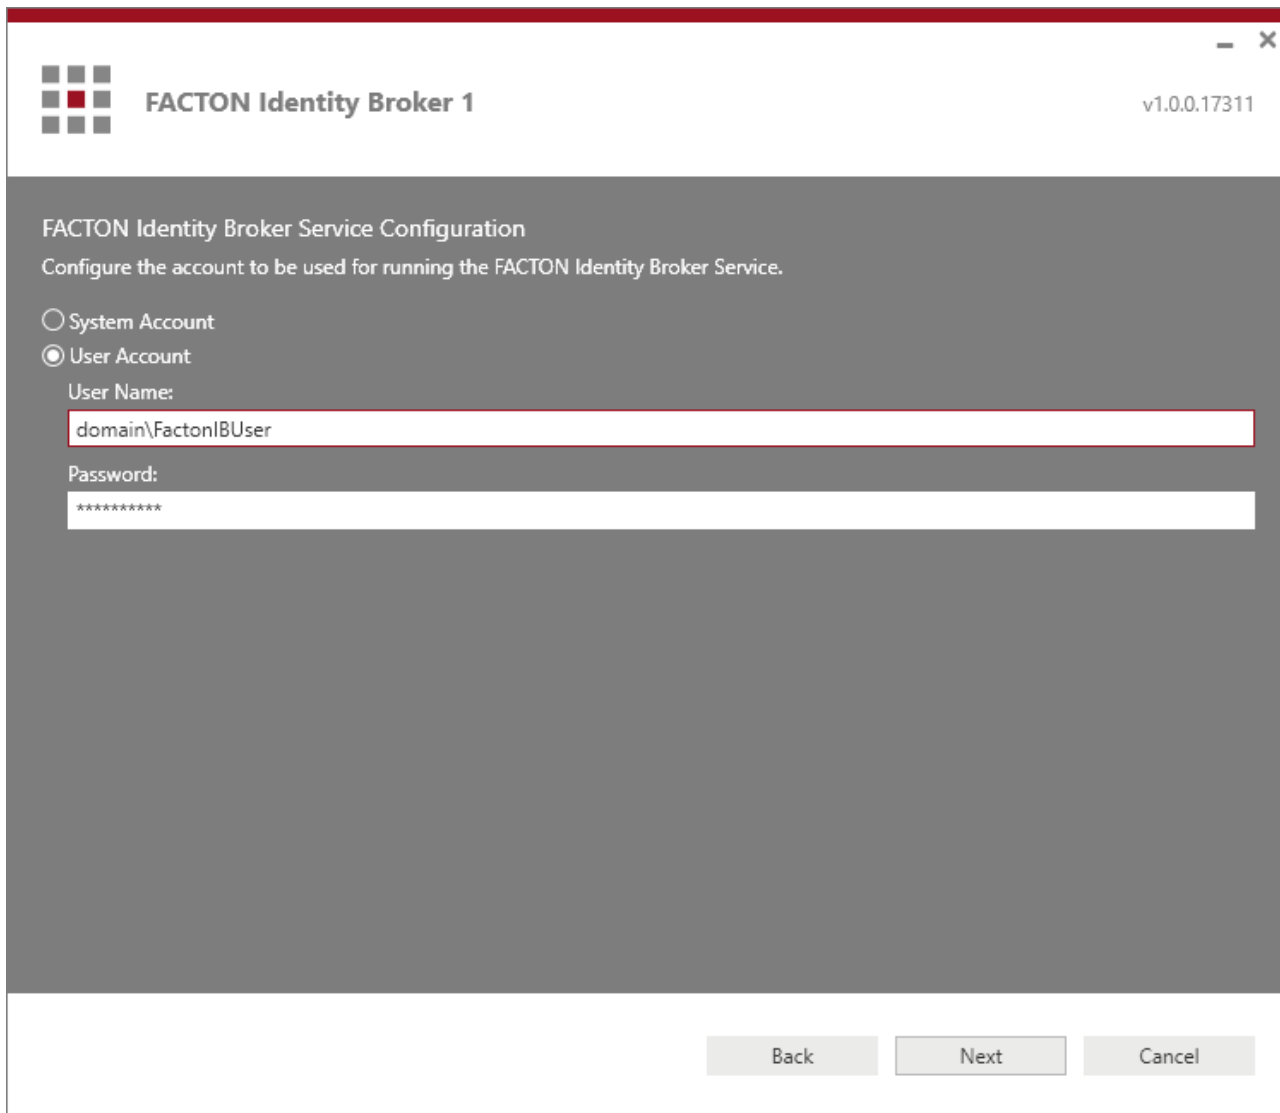 FACTON Identity Broker 1
v1.0.0.17311
FACTON Identity Broker Service Configuration
Configure the account to be used for running the FACTON Identity Broker Service.
System Account
User Account
User Name:
domain\FactonIBUser
Password:
**********
Back
Next
Cancel